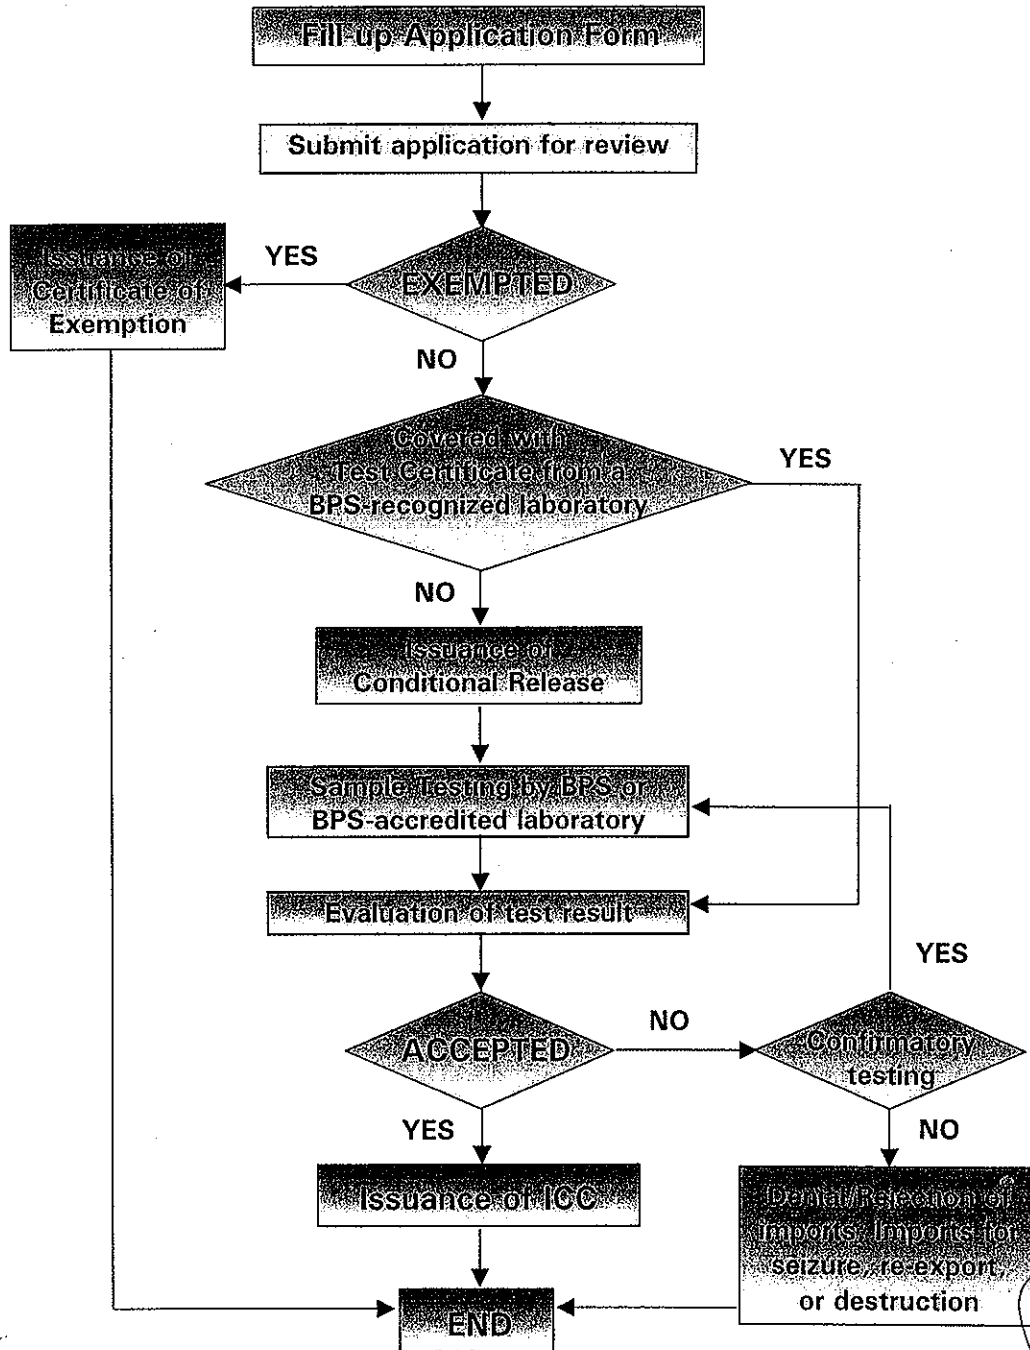 Fill-up Application Form
Submit application for review
YES
Issuance of
Certificate of
Exemption
EXEMPTED
NO
Covered with
Test Certificate from a
BPS-recognized laboratory
YES
NO
Issuance of
Conditional Release
Sample Testing by BPS or
BPS-accredited laboratory
Evaluation of test result
YES
ACCEPTED
NO
Confirmatory
testing
YES
NO
Issuance of ICC
Denial/Rejection of
imports, Imports for
seizure, re-export,
or destruction
END